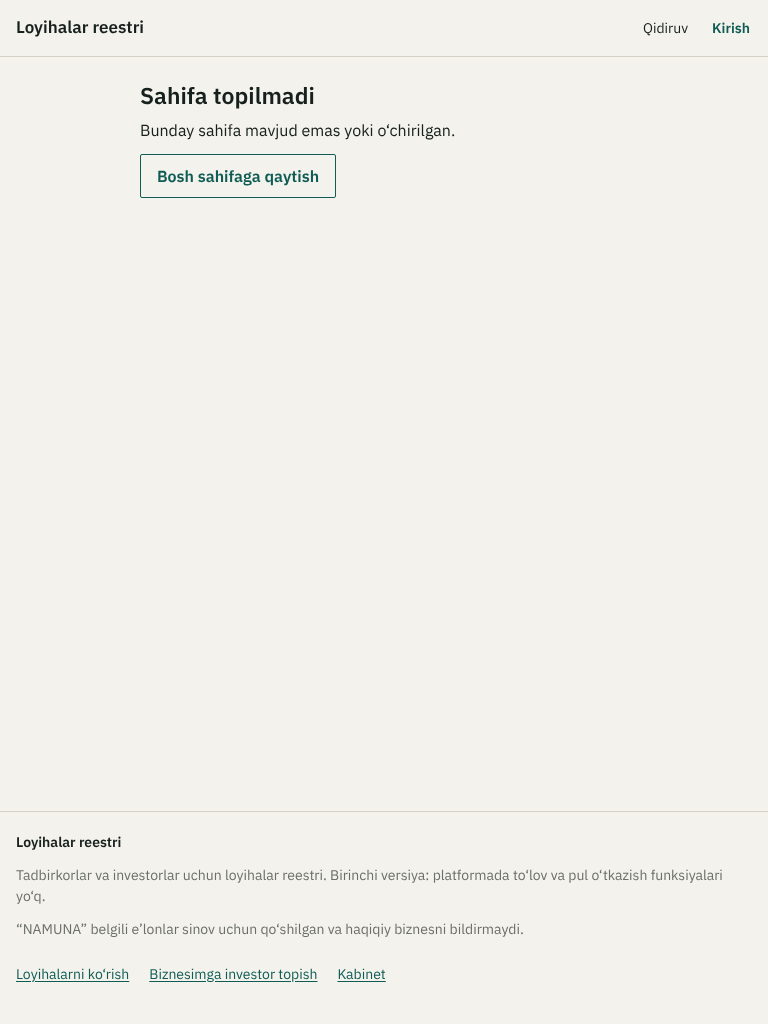 Loyihalar reestri
Qidiruv
Kirish
Sahifa topilmadi
Bunday sahifa mavjud emas yoki o‘chirilgan.
Bosh sahifaga qaytish
Loyihalar reestri
Tadbirkorlar va investorlar uchun loyihalar reestri. Birinchi versiya: platformada to‘lov va pul o‘tkazish funksiyalari
yo‘q.
“NAMUNA” belgili e’lonlar sinov uchun qo‘shilgan va haqiqiy biznesni bildirmaydi.
Loyihalarni ko‘rish
Biznesimga investor topish
Kabinet